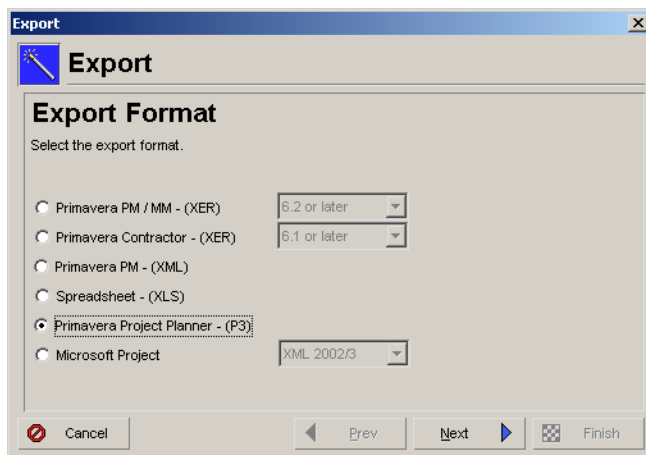 Export
Export
Export Format
Select the export format.
Primavera PM / MM - (XER) 6.2 or later
Primavera Contractor - (XER) 6.1 or later
Primavera PM - (XML)
Spreadsheet - (XLS)
Primavera Project Planner - (P3)
Microsoft Project XML 2002/3
Cancel Prev Next Finish